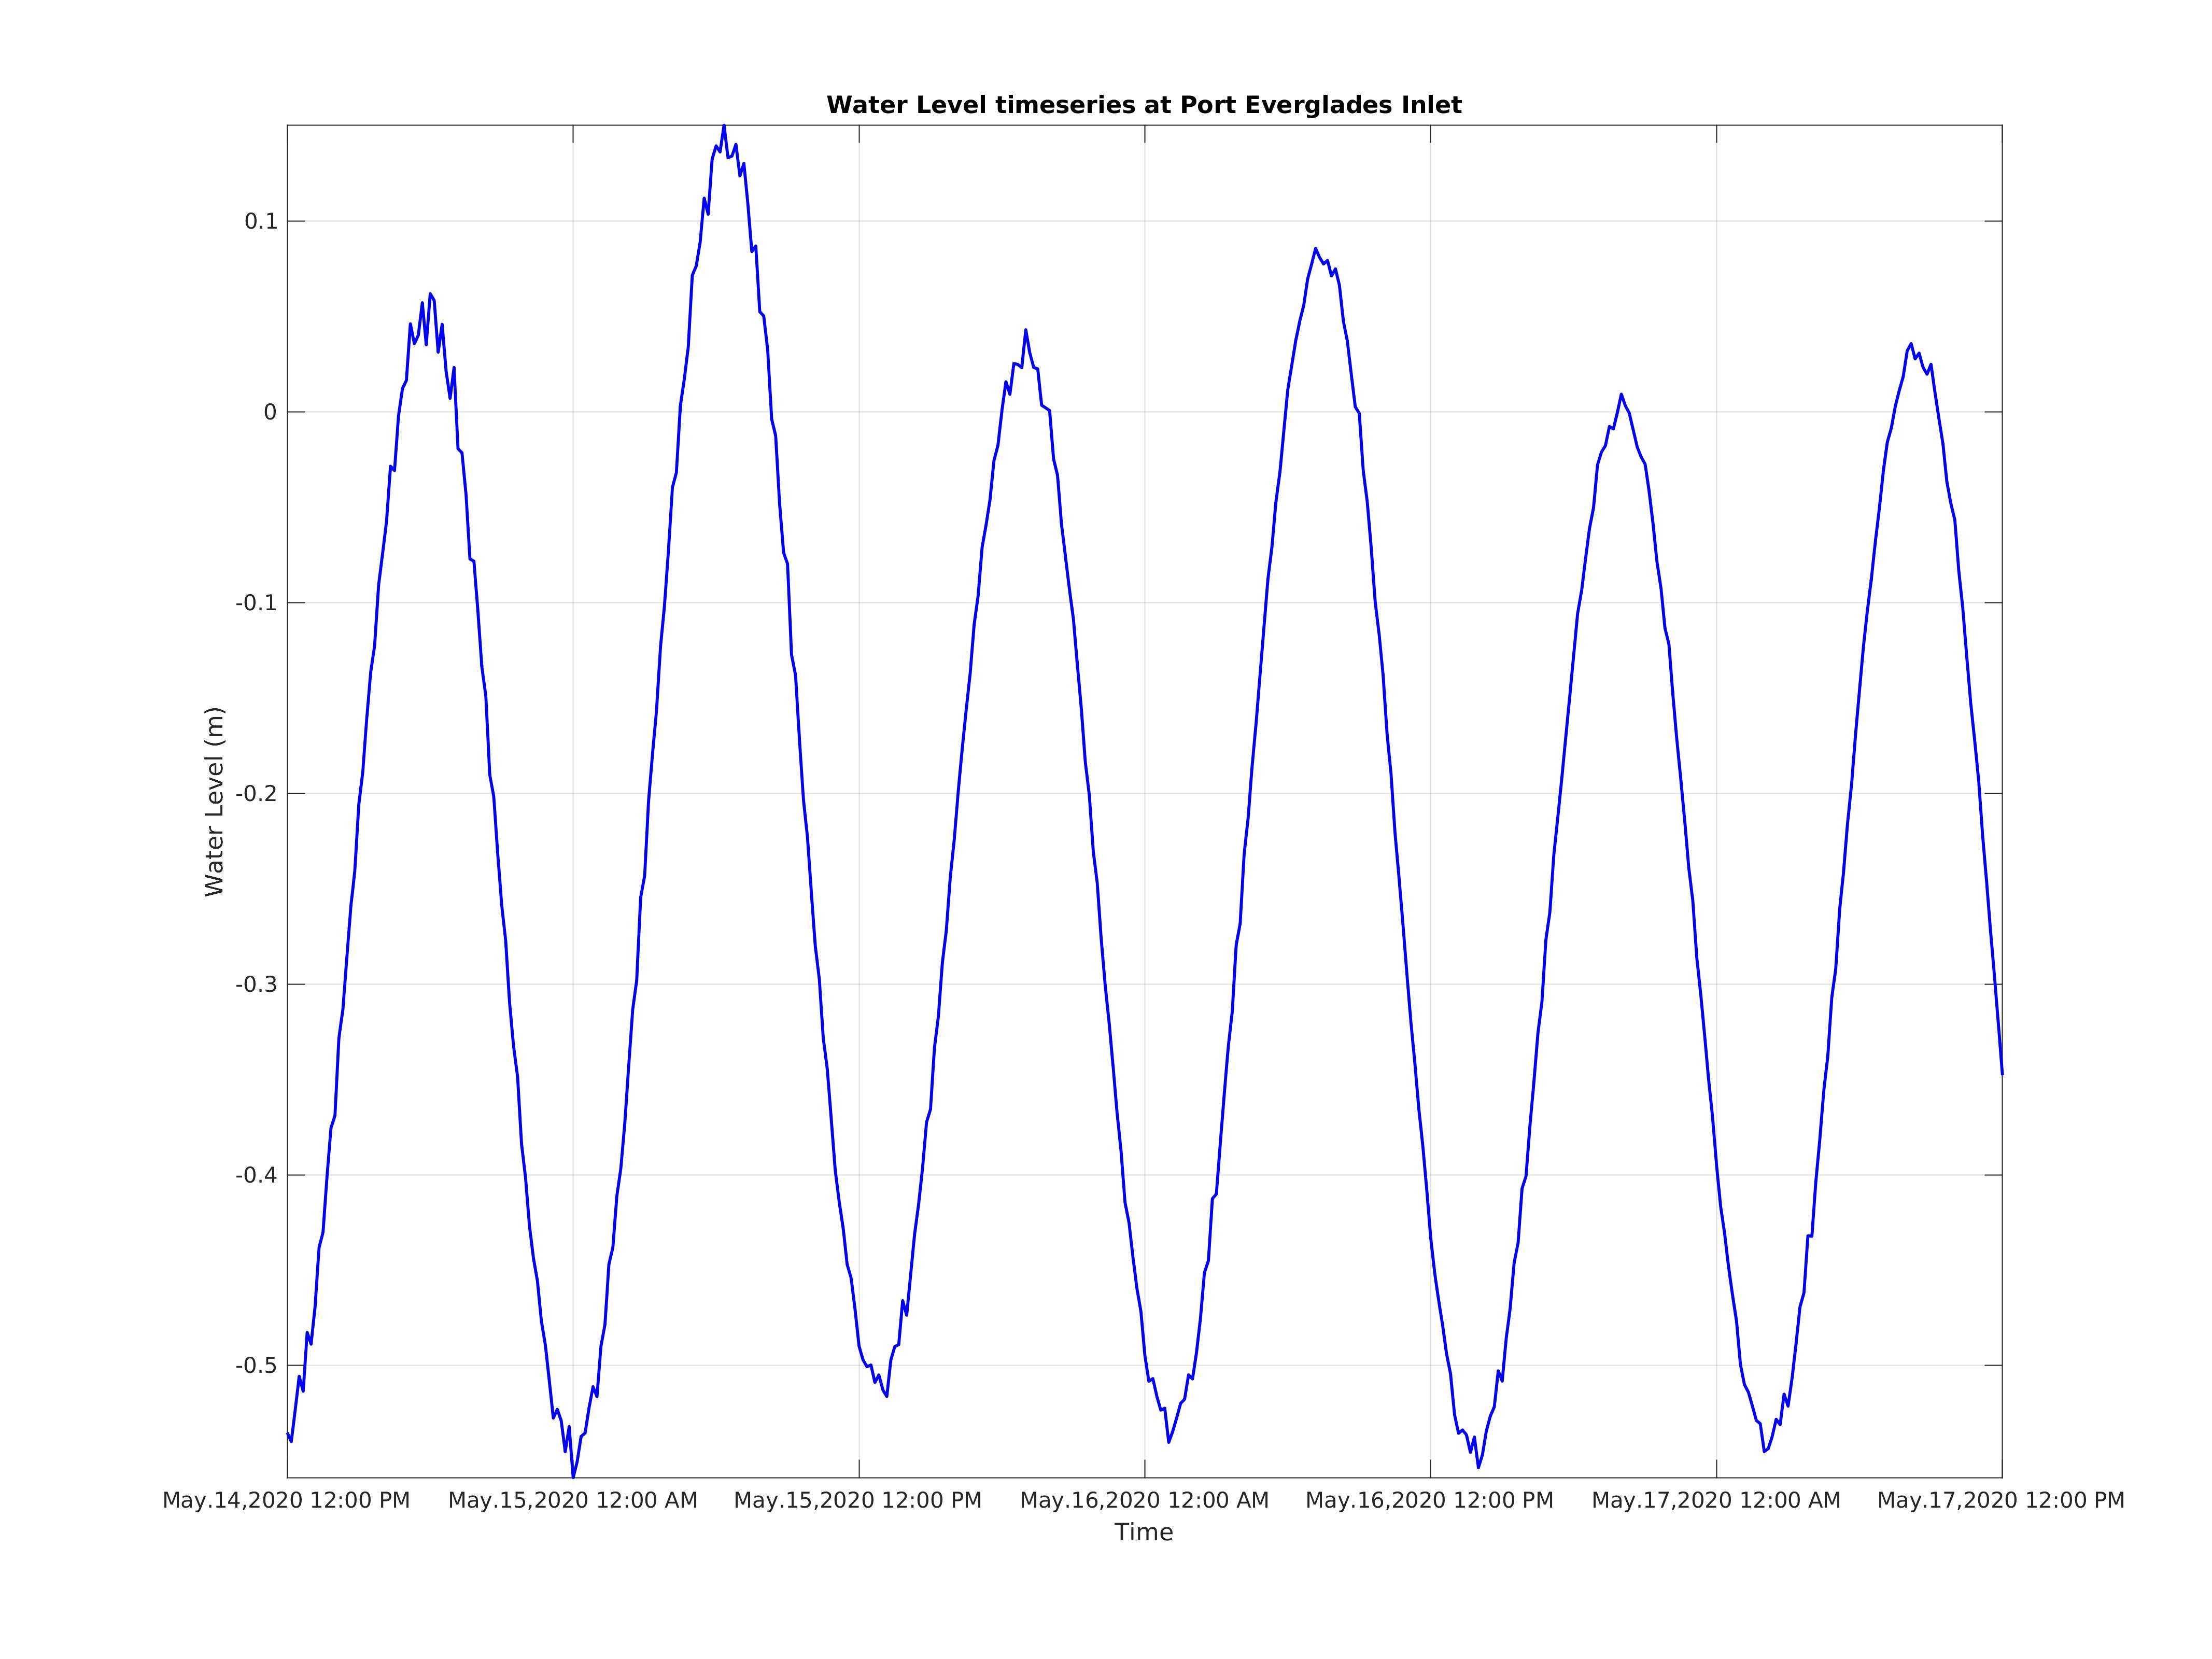 Water Level timeseries at Port Everglades Inlet
0.1
0
-0.1
-0.2
-0.3
-0.4
-0.5
Water Level (m)
May.14,2020 12:00 PM May.15,2020 12:00 AM May.15,2020 12:00 PM May.16,2020 12:00 AM May.16,2020 12:00 PM May.17,2020 12:00 AM May.17,2020 12:00 PM
Time